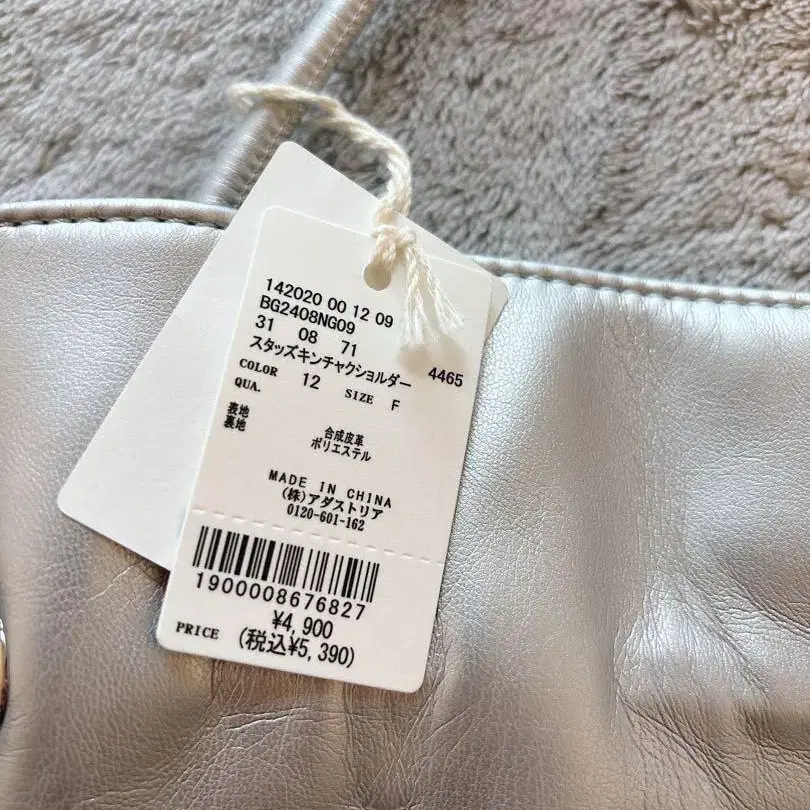 142020 00 12 09
BG2408NG09
31 08 71
スタッズキンチャクショルダー 4465
COLOR 12 SIZE F
QUA.
表地 合成皮革
裏地 ポリエステル
MADE IN CHINA
(株)アダストリア
0120-601-162
1900008676827
¥4,900
PRICE (税込¥5,390)